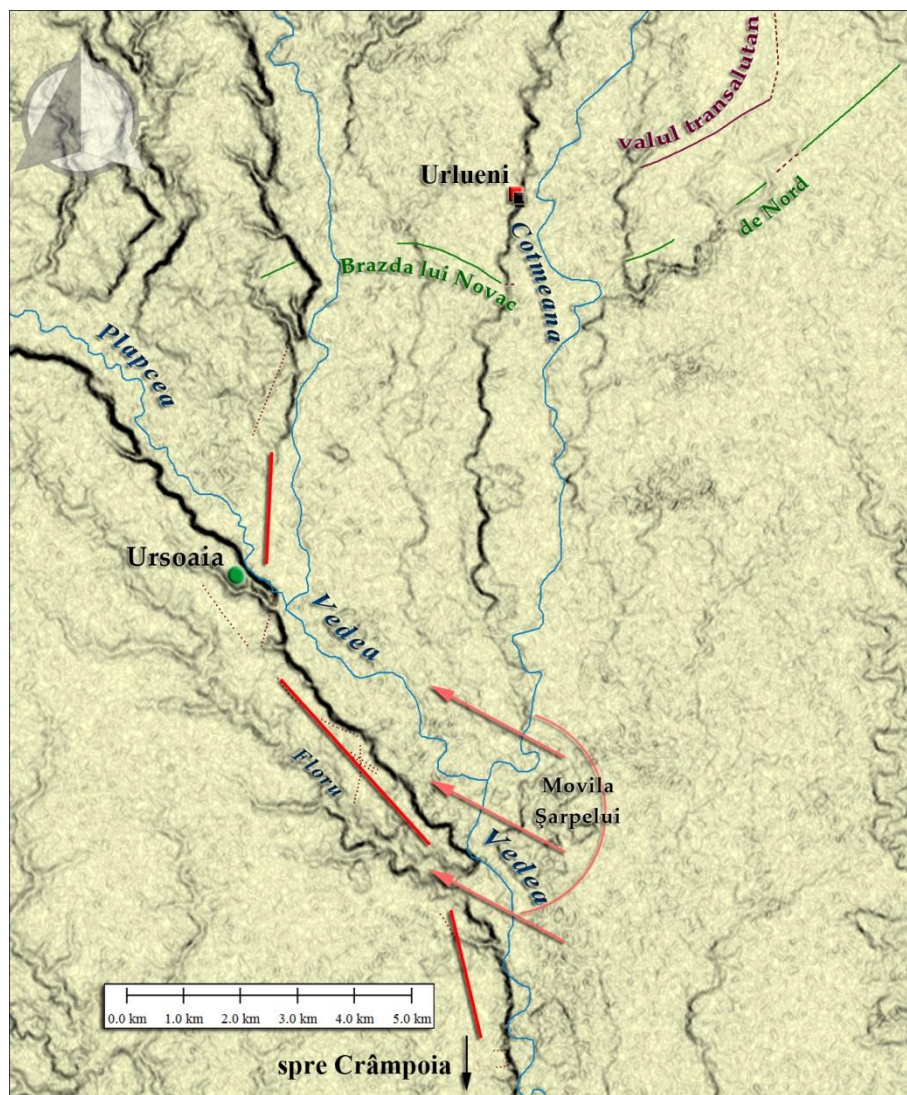 valul transalutan
Urlueni
de Nord
Cotmeana
Brazda lui Novac
Plapcea
Ursoaia
Vedea
Floru
Movila
Şarpelui
Vedea
0.0 km 1.0 km 2.0 km 3.0 km 4.0 km 5.0 km
spre Crâmpoia